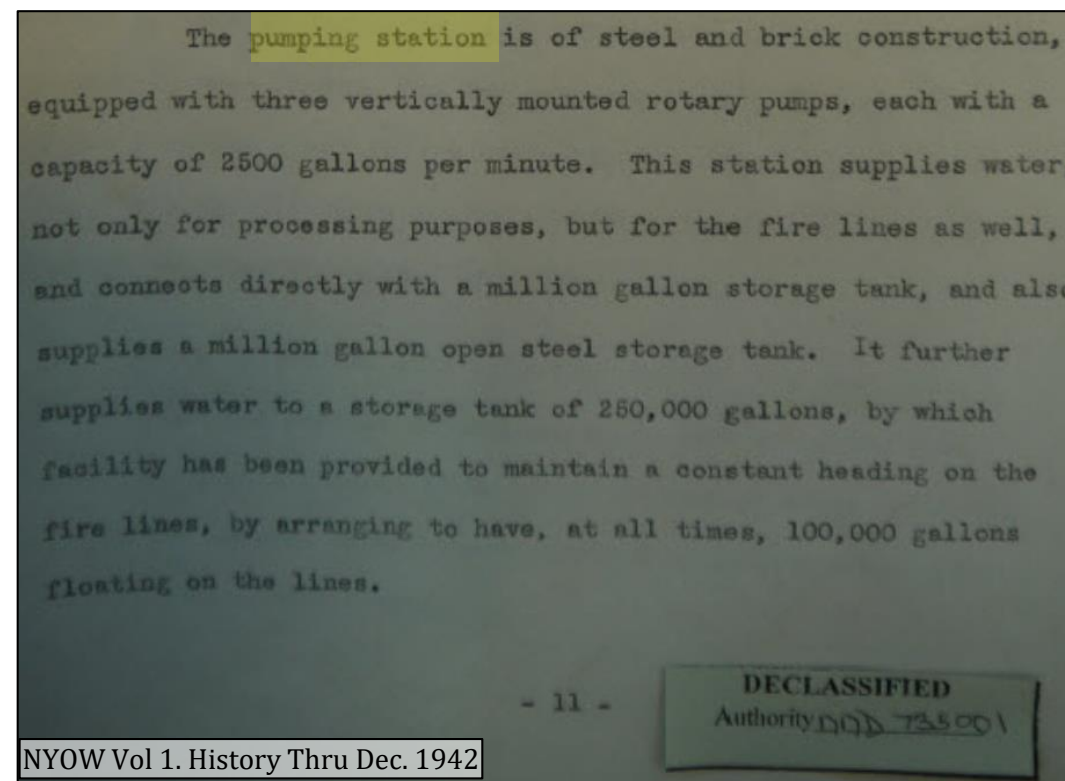 The pumping station is of steel and brick construction,
equipped with three vertically mounted rotary pumps, each with a
capacity of 2500 gallons per minute. This station supplies water
not only for processing purposes, but for the fire lines as well,
and connects directly with a million gallon storage tank, and also
supplies a million gallon open steel storage tank. It further
supplies water to a storage tank of 250,000 gallons, by which
facility has been provided to maintain a constant heading on the
fire lines, by arranging to have, at all times, 100,000 gallons
floating on the lines.
- 11 -
DECLASSIFIED
Authority NND 735001
NYOW Vol 1. History Thru Dec. 1942